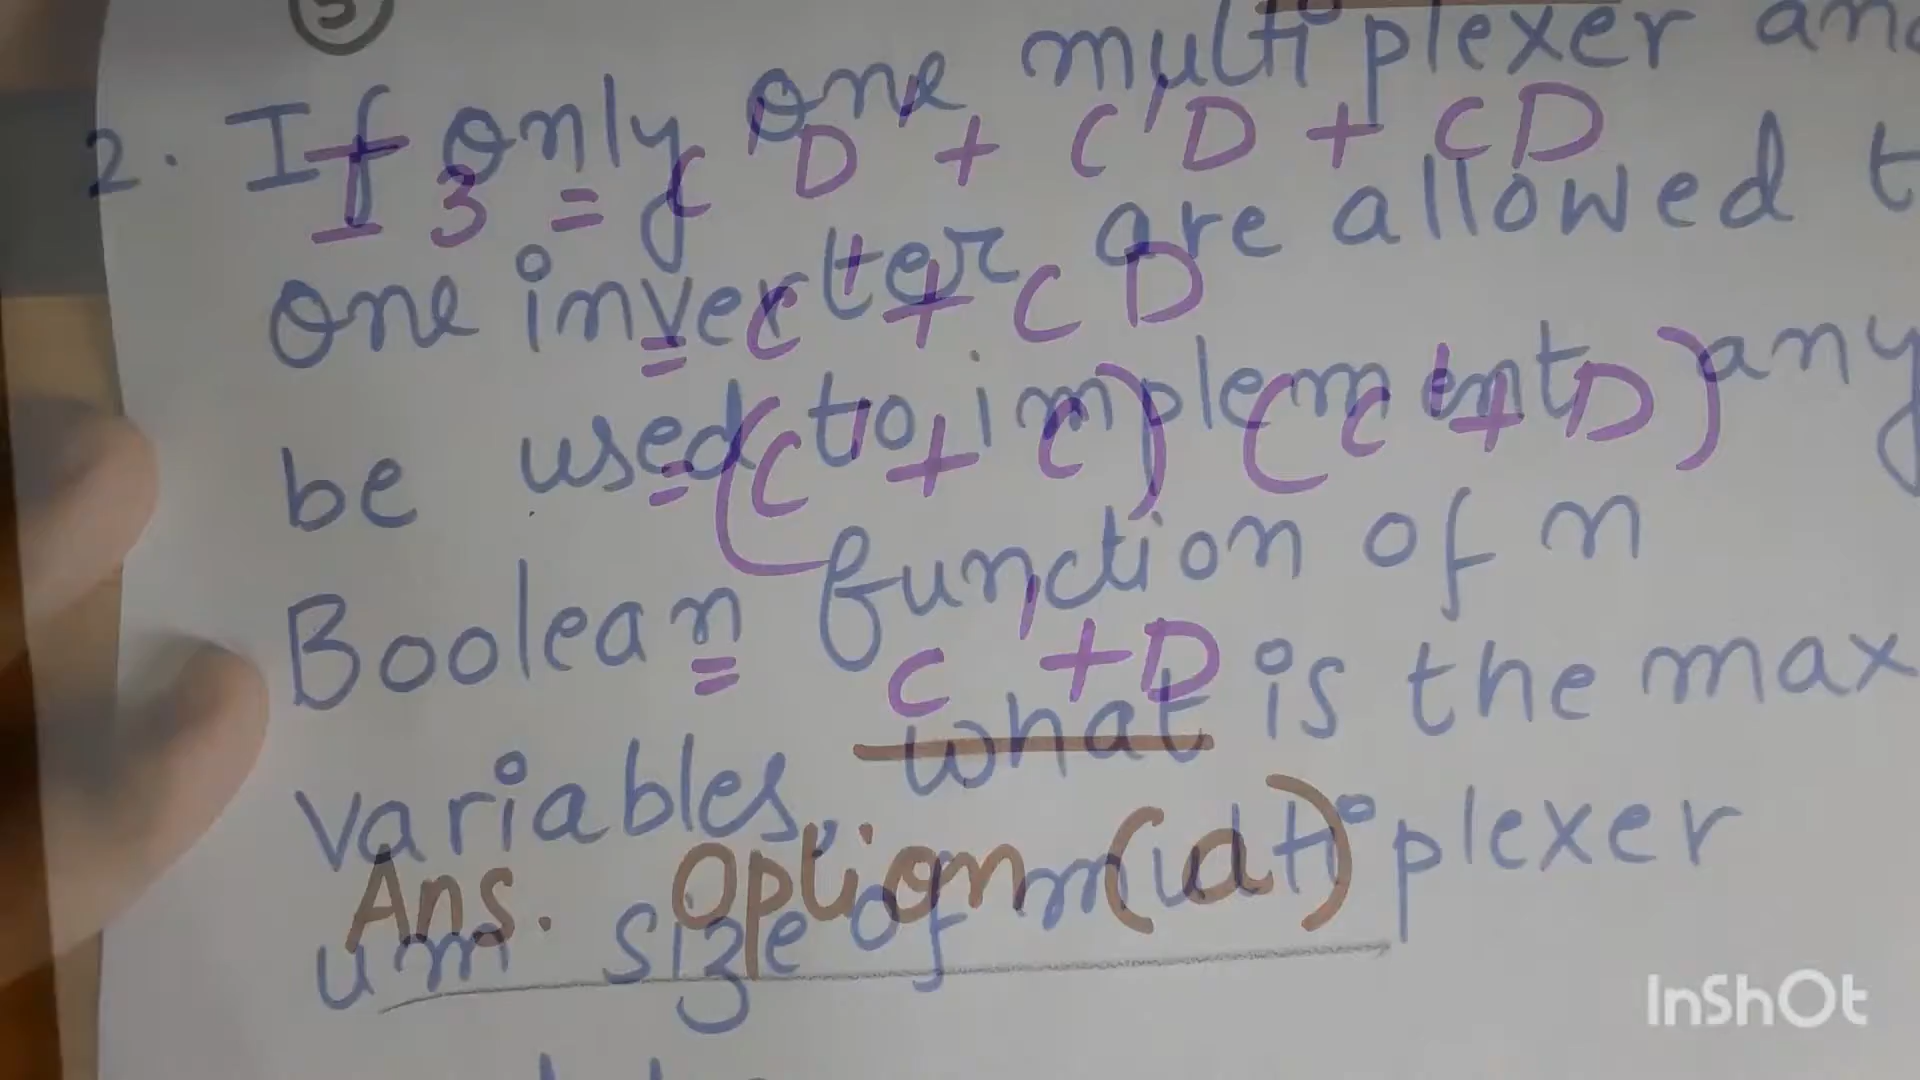 3
2. If only one multiplexer and
one inverter are allowed t
be used to implement any
Boolean function of n
variables, what is the max
um size of multiplexer
I3 = C'D' + C'D + CD
= C' + CD
= (C' + C) (C' + D)
= C' + D
Ans. Option (a)
InShOt